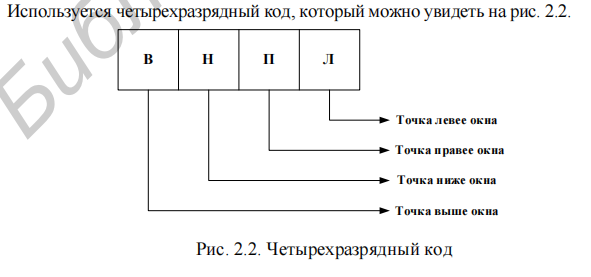 Используется четырехразрядный код, который можно увидеть на рис. 2.2.
В Н П Л
Точка левее окна
Точка правее окна
Точка ниже окна
Точка выше окна
Рис. 2.2. Четырехразрядный код